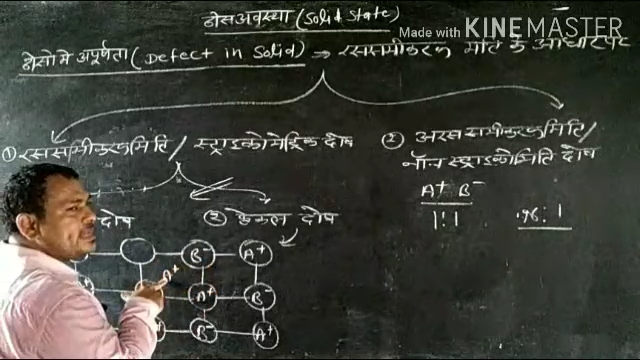 ठोस अवस्था (Solid State)
Made with KINEMASTER
ठोसो मे अपूर्णता (Defect in Solid) ⇒ रससमीकरण मिति के आधार पर
① रससमीकरणमिति / स्टाइकोमेट्रिक दोष
② अरससमीकरणमिति /
नॉन स्टाइकोमिति दोष
A+ B-
1:1
.96:1
दोष
② फ्रेंकल दोष
B- A+
A+
A+ B-
B- A+